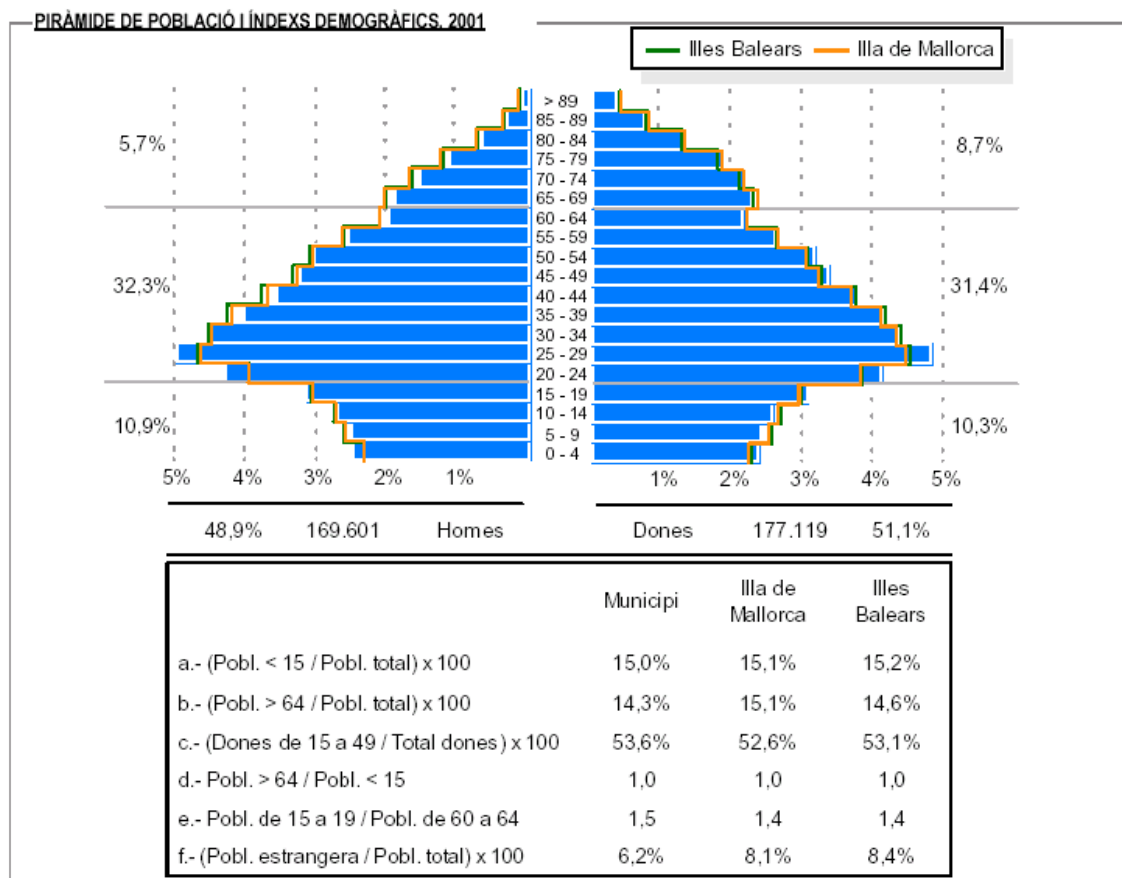 PIRÀMIDE DE POBLACIÓ I ÍNDEXS DEMOGRÀFICS. 2001
Illes Balears Illa de Mallorca
> 89
85 - 89
80 - 84
5,7% 8,7%
75 - 79
70 - 74
65 - 69
60 - 64
55 - 59
50 - 54
45 - 49
32,3% 31,4%
40 - 44
35 - 39
30 - 34
25 - 29
20 - 24
15 - 19
10 - 14
10,9% 10,3%
5 - 9
0 - 4
5% 4% 3% 2% 1% 1% 2% 3% 4% 5%
48,9% 169.601 Homes Dones 177.119 51,1%
Municipi Illa de Mallorca Illes Balears
a.- (Pobl. < 15 / Pobl. total) x 100 15,0% 15,1% 15,2%
b.- (Pobl. > 64 / Pobl. total) x 100 14,3% 15,1% 14,6%
c.- (Dones de 15 a 49 / Total dones) x 100 53,6% 52,6% 53,1%
d.- Pobl. > 64 / Pobl. < 15 1,0 1,0 1,0
e.- Pobl. de 15 a 19 / Pobl. de 60 a 64 1,5 1,4 1,4
f.- (Pobl. estrangera / Pobl. total) x 100 6,2% 8,1% 8,4%